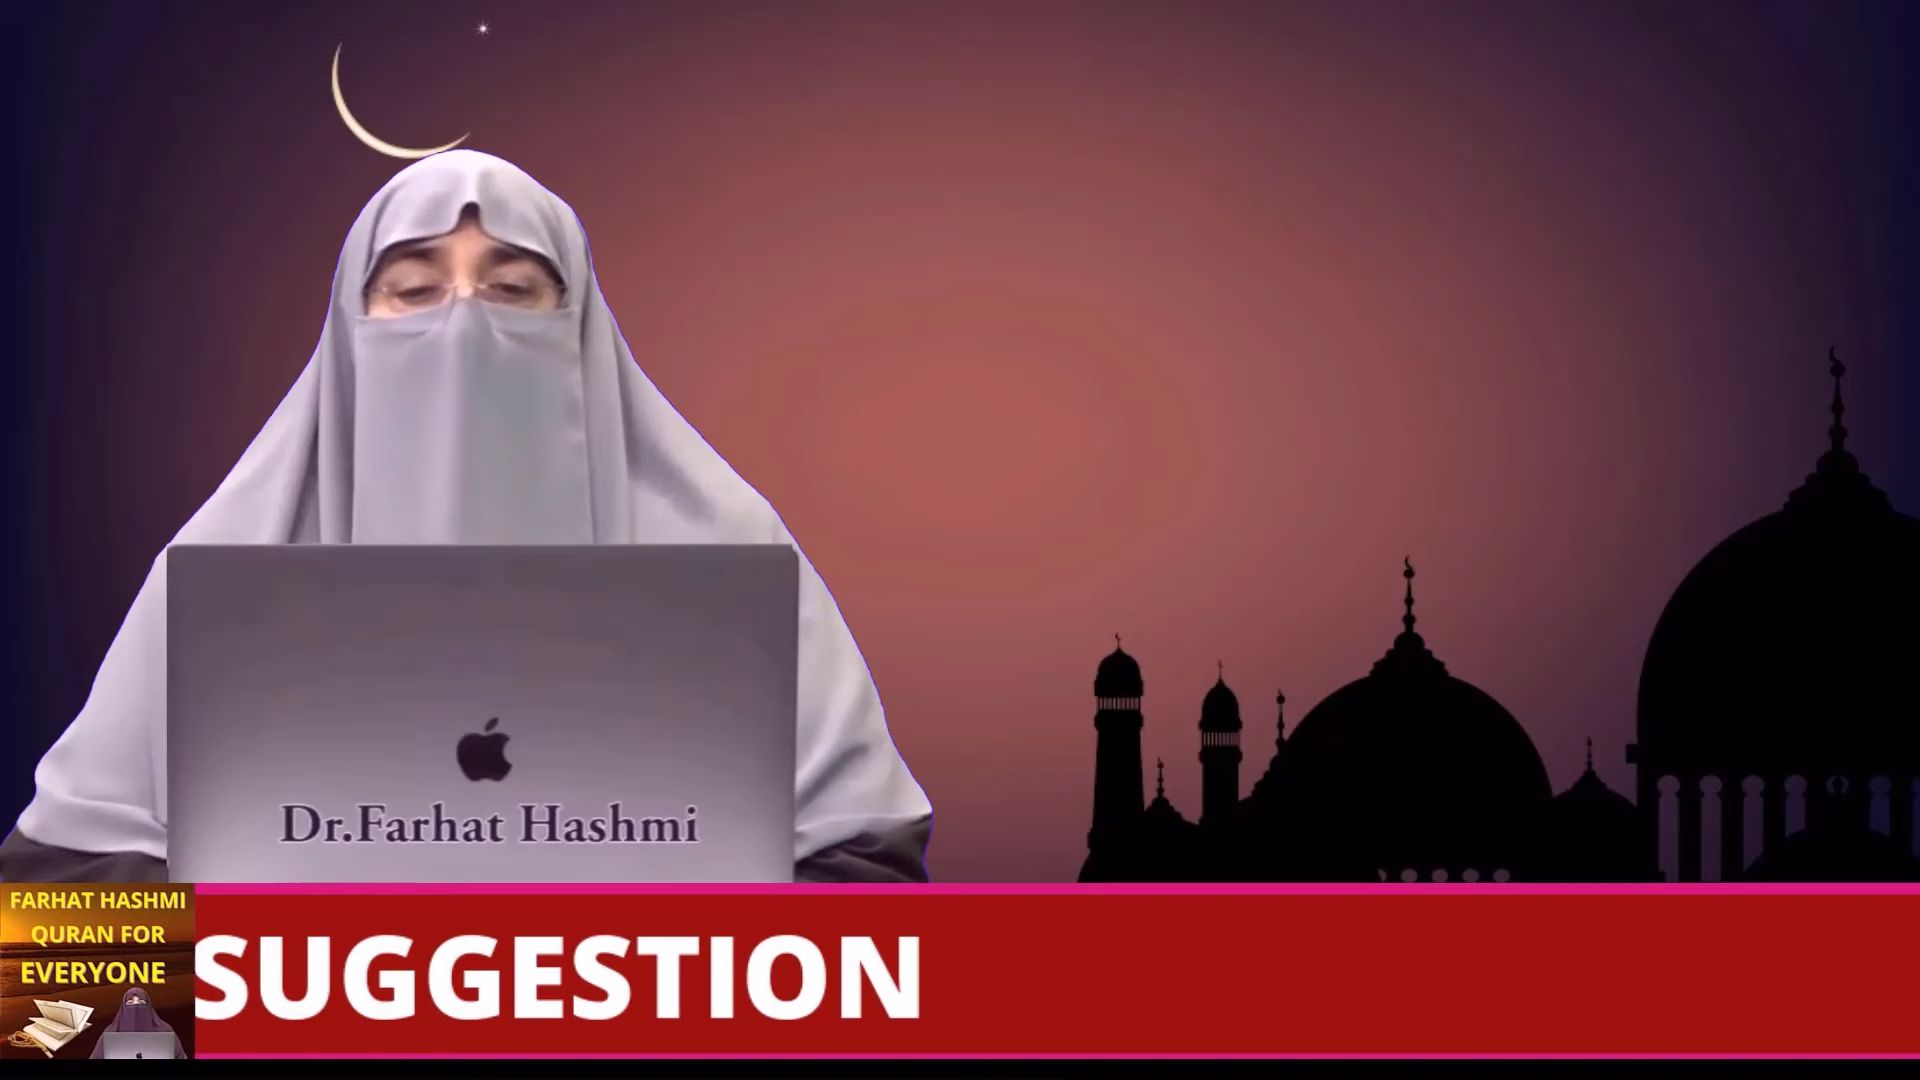 Dr.Farhat Hashmi
FARHAT HASHMI
QURAN FOR
EVERYONE
SUGGESTION